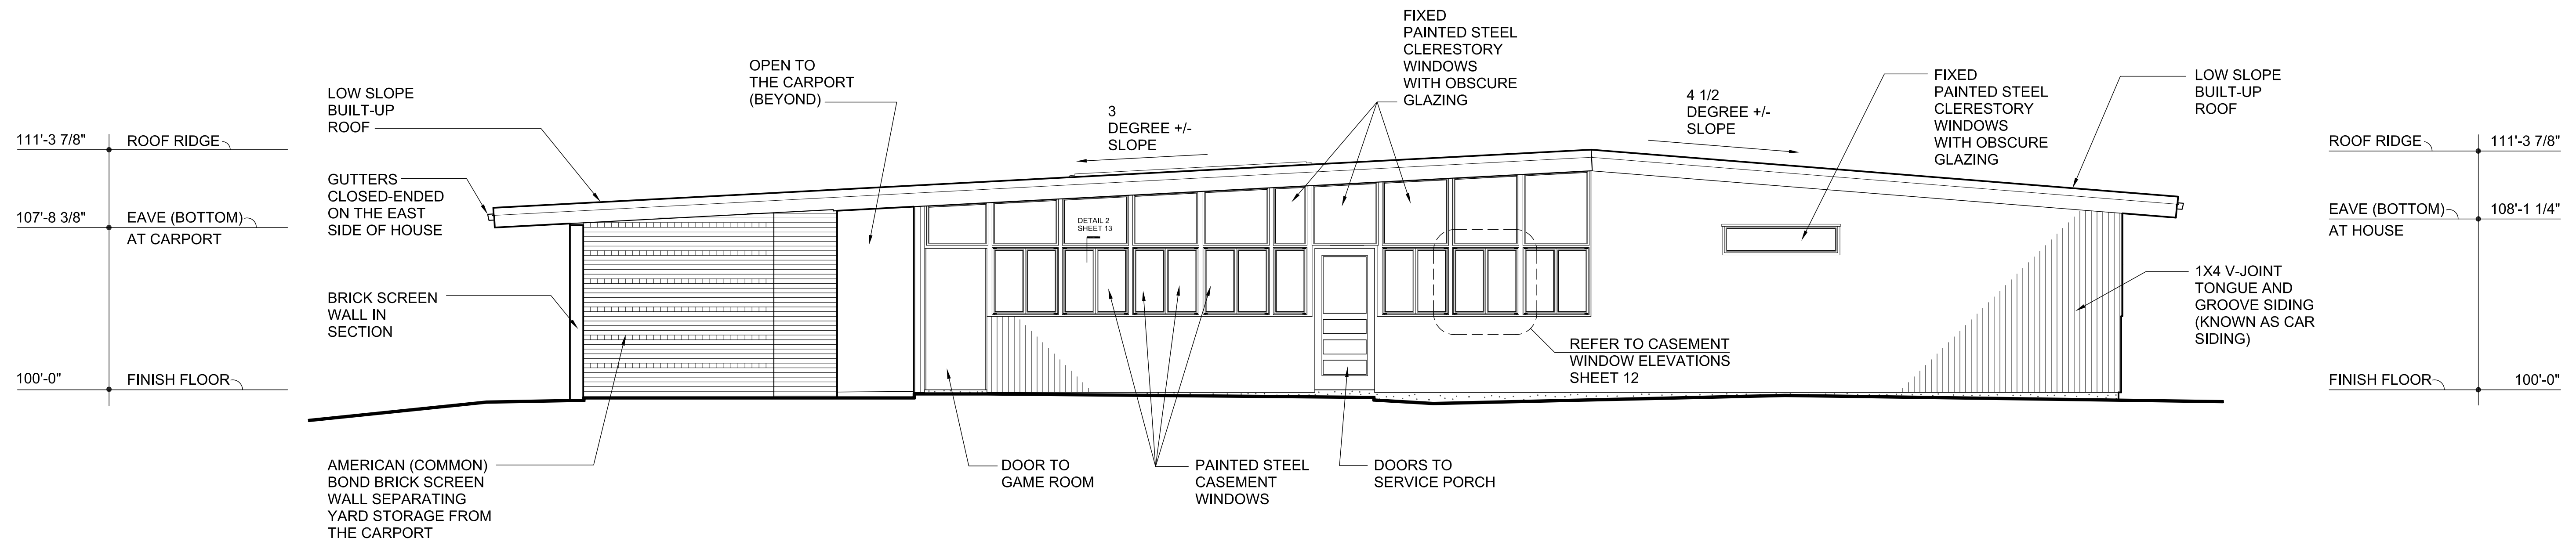 111'-3 7/8"
ROOF RIDGE
107'-8 3/8"
EAVE (BOTTOM)
AT CARPORT
100'-0"
FINISH FLOOR
LOW SLOPE
BUILT-UP
ROOF
GUTTERS
CLOSED-ENDED
ON THE EAST
SIDE OF HOUSE
BRICK SCREEN
WALL IN
SECTION
AMERICAN (COMMON)
BOND BRICK SCREEN
WALL SEPARATING
YARD STORAGE FROM
THE CARPORT
OPEN TO
THE CARPORT
(BEYOND)
3
DEGREE +/-
SLOPE
DETAIL 2
SHEET 13
DOOR TO
GAME ROOM
PAINTED STEEL
CASEMENT
WINDOWS
FIXED
PAINTED STEEL
CLERESTORY
WINDOWS
WITH OBSCURE
GLAZING
DOORS TO
SERVICE PORCH
4 1/2
DEGREE +/-
SLOPE
REFER TO CASEMENT
WINDOW ELEVATIONS
SHEET 12
FIXED
PAINTED STEEL
CLERESTORY
WINDOWS
WITH OBSCURE
GLAZING
LOW SLOPE
BUILT-UP
ROOF
1X4 V-JOINT
TONGUE AND
GROOVE SIDING
(KNOWN AS CAR
SIDING)
ROOF RIDGE
111'-3 7/8"
EAVE (BOTTOM)
108'-1 1/4"
AT HOUSE
FINISH FLOOR
100'-0"